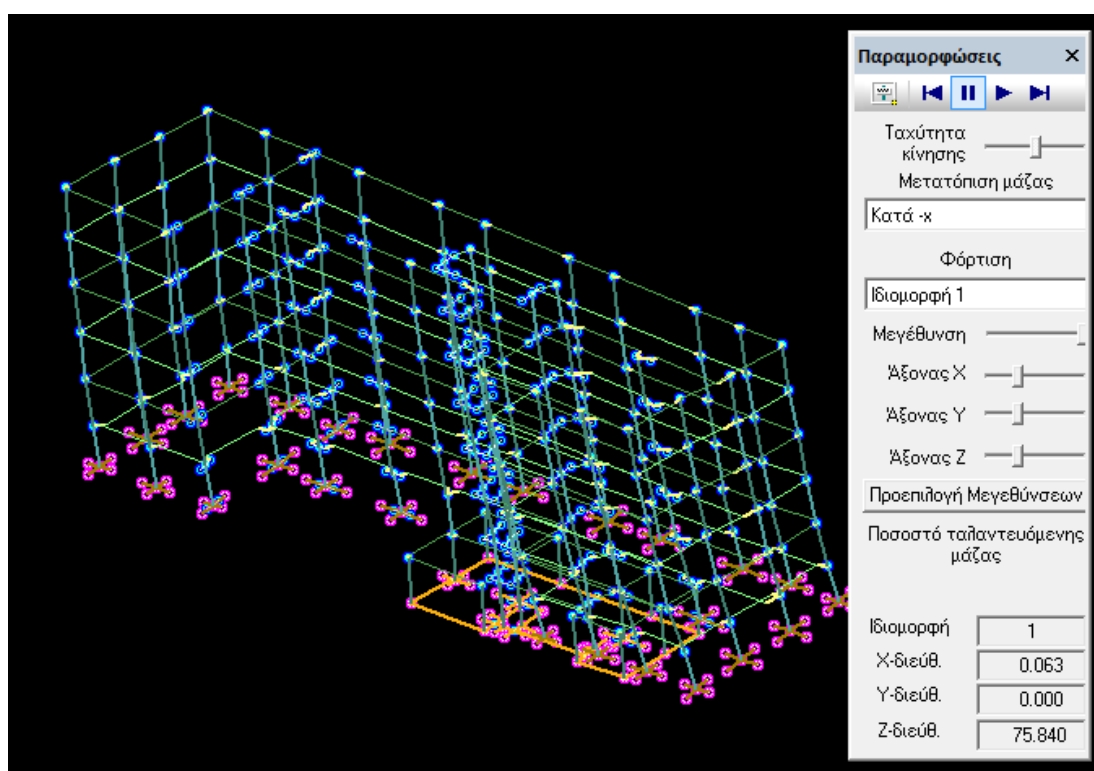 Παραμορφώσεις
Ταχύτητα
κίνησης
Μετατόπιση μάζας
Κατά -x
Φόρτιση
Ιδιομορφή 1
Μεγέθυνση
Άξονας X
Άξονας Y
Άξονας Z
Προεπιλογή Μεγεθύνσεων
Ποσοστό ταλαντευόμενης
μάζας
Ιδιομορφή 1
X-διεύθ. 0.063
Y-διεύθ. 0.000
Z-διεύθ. 75.840